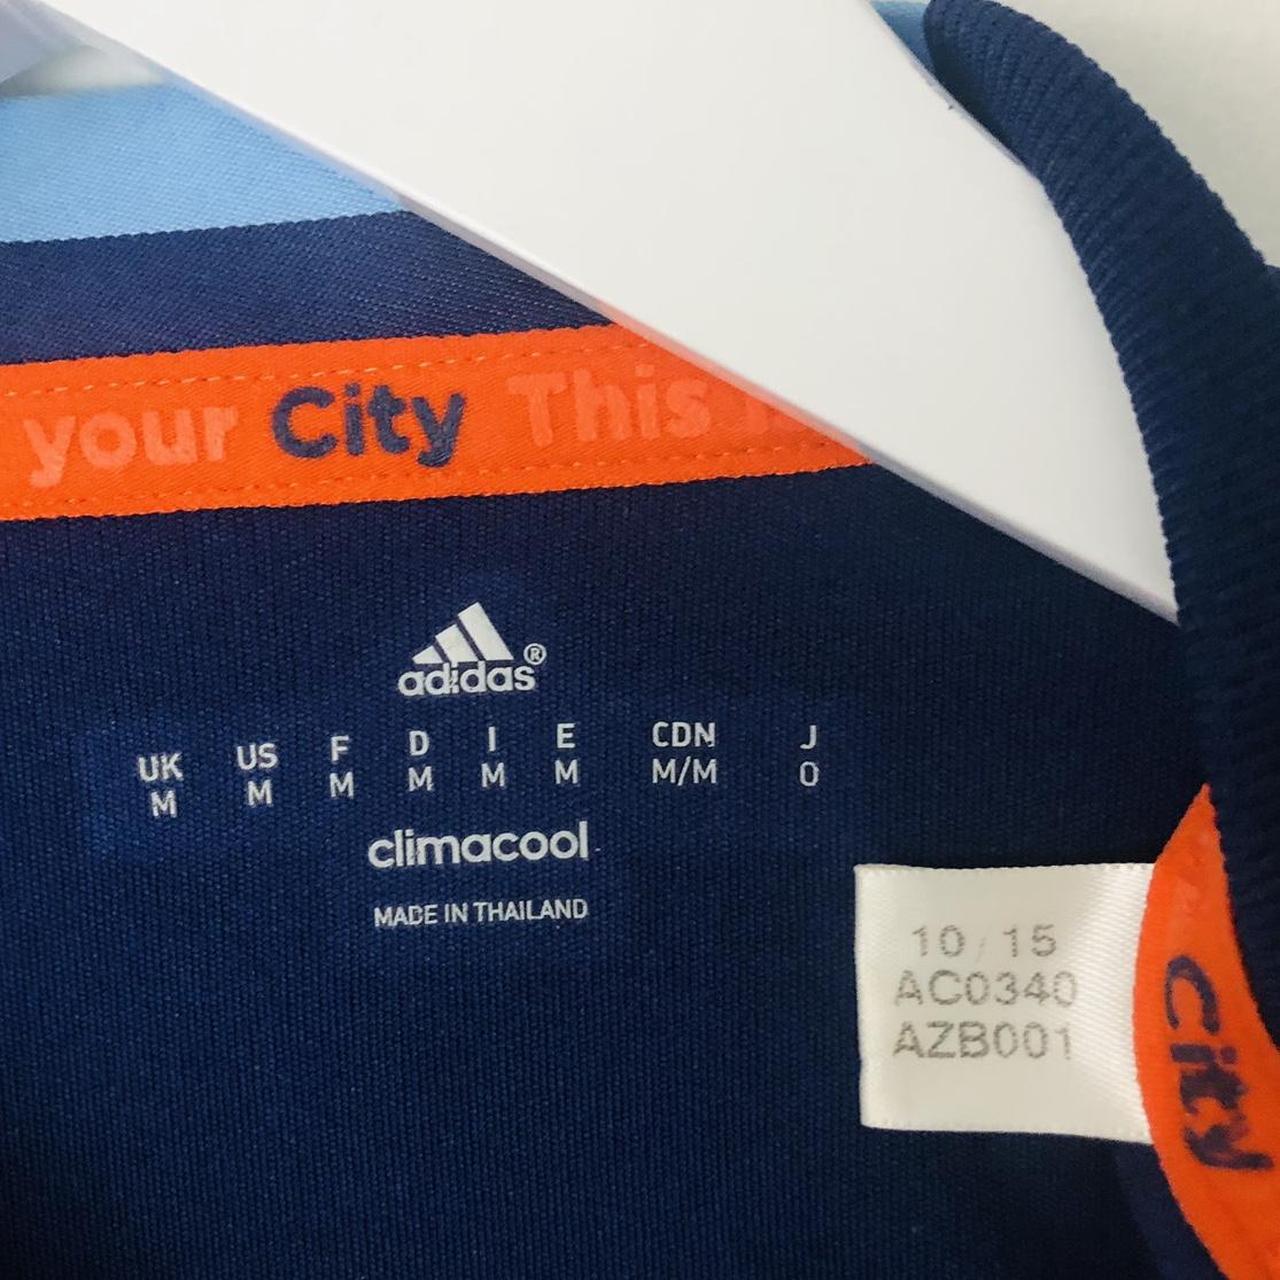 your City This
adidas®
UK US F D I E CDN J
M M M M M M M/M O
climacool
MADE IN THAILAND
10/15
AC0340
AZB001
City